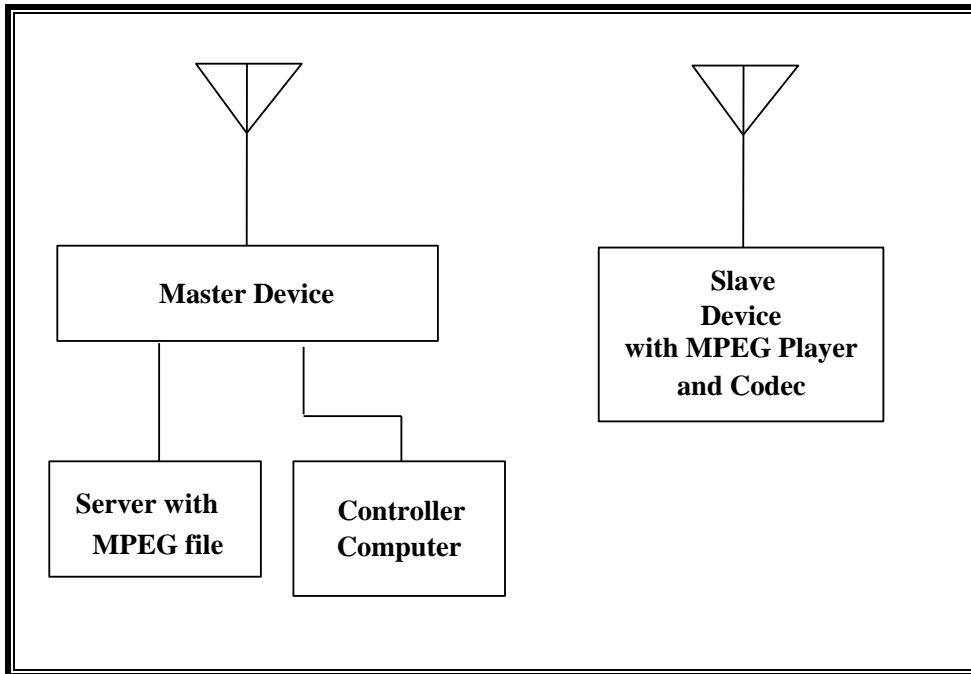 Master Device
Slave
Device
with MPEG Player
and Codec
Server with
MPEG file
Controller
Computer